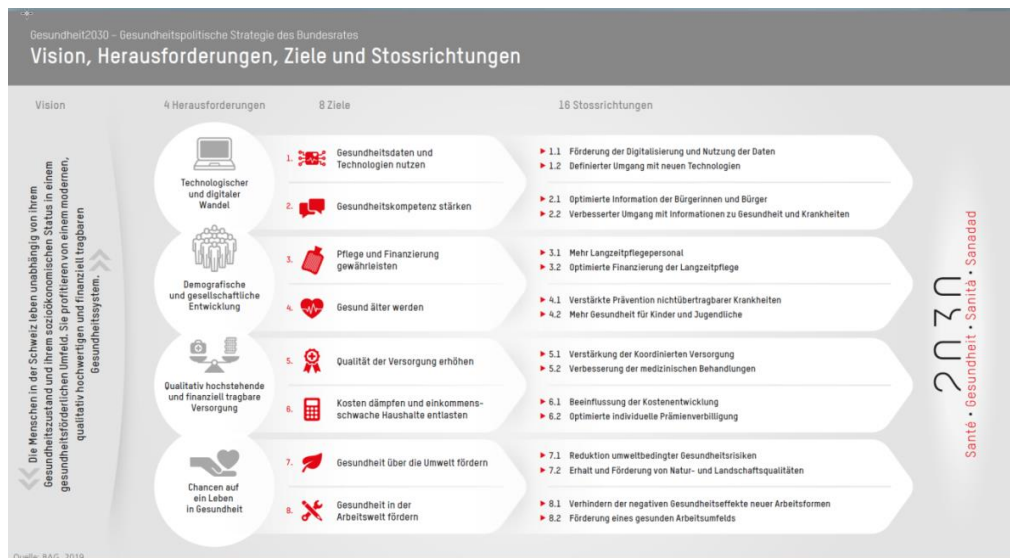 Gesundheit2030 – Gesundheitspolitische Strategie des Bundesrates
Vision, Herausforderungen, Ziele und Stossrichtungen
Vision
4 Herausforderungen
8 Ziele
16 Stossrichtungen
Die Menschen in der Schweiz leben unabhängig von ihrem
Gesundheitszustand und ihrem sozioökonomischen Status in einem
gesundheitsförderlichen Umfeld. Sie profitieren von einem modernen,
qualitativ hochwertigen und finanziell tragbaren
Gesundheitssystem.
Technologischer
und digitaler
Wandel
1. Gesundheitsdaten und
Technologien nutzen
► 1.1 Förderung der Digitalisierung und Nutzung der Daten
► 1.2 Definierter Umgang mit neuen Technologien
2. Gesundheitskompetenz stärken
► 2.1 Optimierte Information der Bürgerinnen und Bürger
► 2.2 Verbesserter Umgang mit Informationen zu Gesundheit und Krankheiten
Demografische
und gesellschaftliche
Entwicklung
3. Pflege und Finanzierung
gewährleisten
► 3.1 Mehr Langzeitpflegepersonal
► 3.2 Optimierte Finanzierung der Langzeitpflege
4. Gesund älter werden
► 4.1 Verstärkte Prävention nichtübertragbarer Krankheiten
► 4.2 Mehr Gesundheit für Kinder und Jugendliche
Qualitativ hochstehende
und finanziell tragbare
Versorgung
5. Qualität der Versorgung erhöhen
► 5.1 Verstärkung der Koordinierten Versorgung
► 5.2 Verbesserung der medizinischen Behandlungen
6. Kosten dämpfen und einkommens-
schwache Haushalte entlasten
► 6.1 Beeinflussung der Kostenentwicklung
► 6.2 Optimierte individuelle Prämienverbilligung
Chancen auf
ein Leben
in Gesundheit
7. Gesundheit über die Umwelt fördern
► 7.1 Reduktion umweltbedingter Gesundheitsrisiken
► 7.2 Erhalt und Förderung von Natur- und Landschaftsqualitäten
8. Gesundheit in der
Arbeitswelt fördern
► 8.1 Verhindern der negativen Gesundheitseffekte neuer Arbeitsformen
► 8.2 Förderung eines gesunden Arbeitsumfelds
2030
Santé • Gesundheit • Sanità • Sanadad
Quelle: BAG, 2019